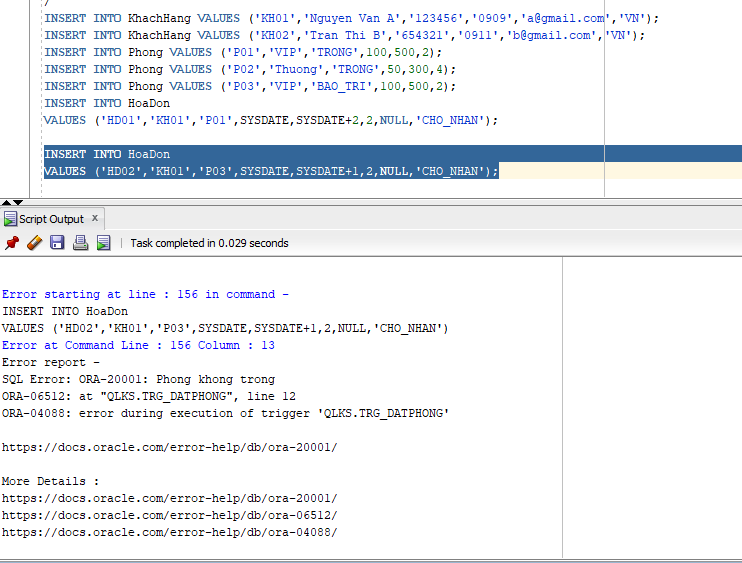 /
INSERT INTO KhachHang VALUES ('KH01','Nguyen Van A','123456','0909','a@gmail.com','VN');
INSERT INTO KhachHang VALUES ('KH02','Tran Thi B','654321','0911','b@gmail.com','VN');
INSERT INTO Phong VALUES ('P01','VIP','TRONG',100,500,2);
INSERT INTO Phong VALUES ('P02','Thuong','TRONG',50,300,4);
INSERT INTO Phong VALUES ('P03','VIP','BAO_TRI',100,500,2);
INSERT INTO HoaDon
VALUES ('HD01','KH01','P01',SYSDATE,SYSDATE+2,2,NULL,'CHO_NHAN');
INSERT INTO HoaDon
VALUES ('HD02','KH01','P03',SYSDATE,SYSDATE+1,2,NULL,'CHO_NHAN');
Script Output x
Task completed in 0.029 seconds
Error starting at line : 156 in command -
INSERT INTO HoaDon
VALUES ('HD02','KH01','P03',SYSDATE,SYSDATE+1,2,NULL,'CHO_NHAN')
Error at Command Line : 156 Column : 13
Error report -
SQL Error: ORA-20001: Phong khong trong
ORA-06512: at "QLKS.TRG_DATPHONG", line 12
ORA-04088: error during execution of trigger 'QLKS.TRG_DATPHONG'
https://docs.oracle.com/error-help/db/ora-20001/
More Details :
https://docs.oracle.com/error-help/db/ora-20001/
https://docs.oracle.com/error-help/db/ora-06512/
https://docs.oracle.com/error-help/db/ora-04088/